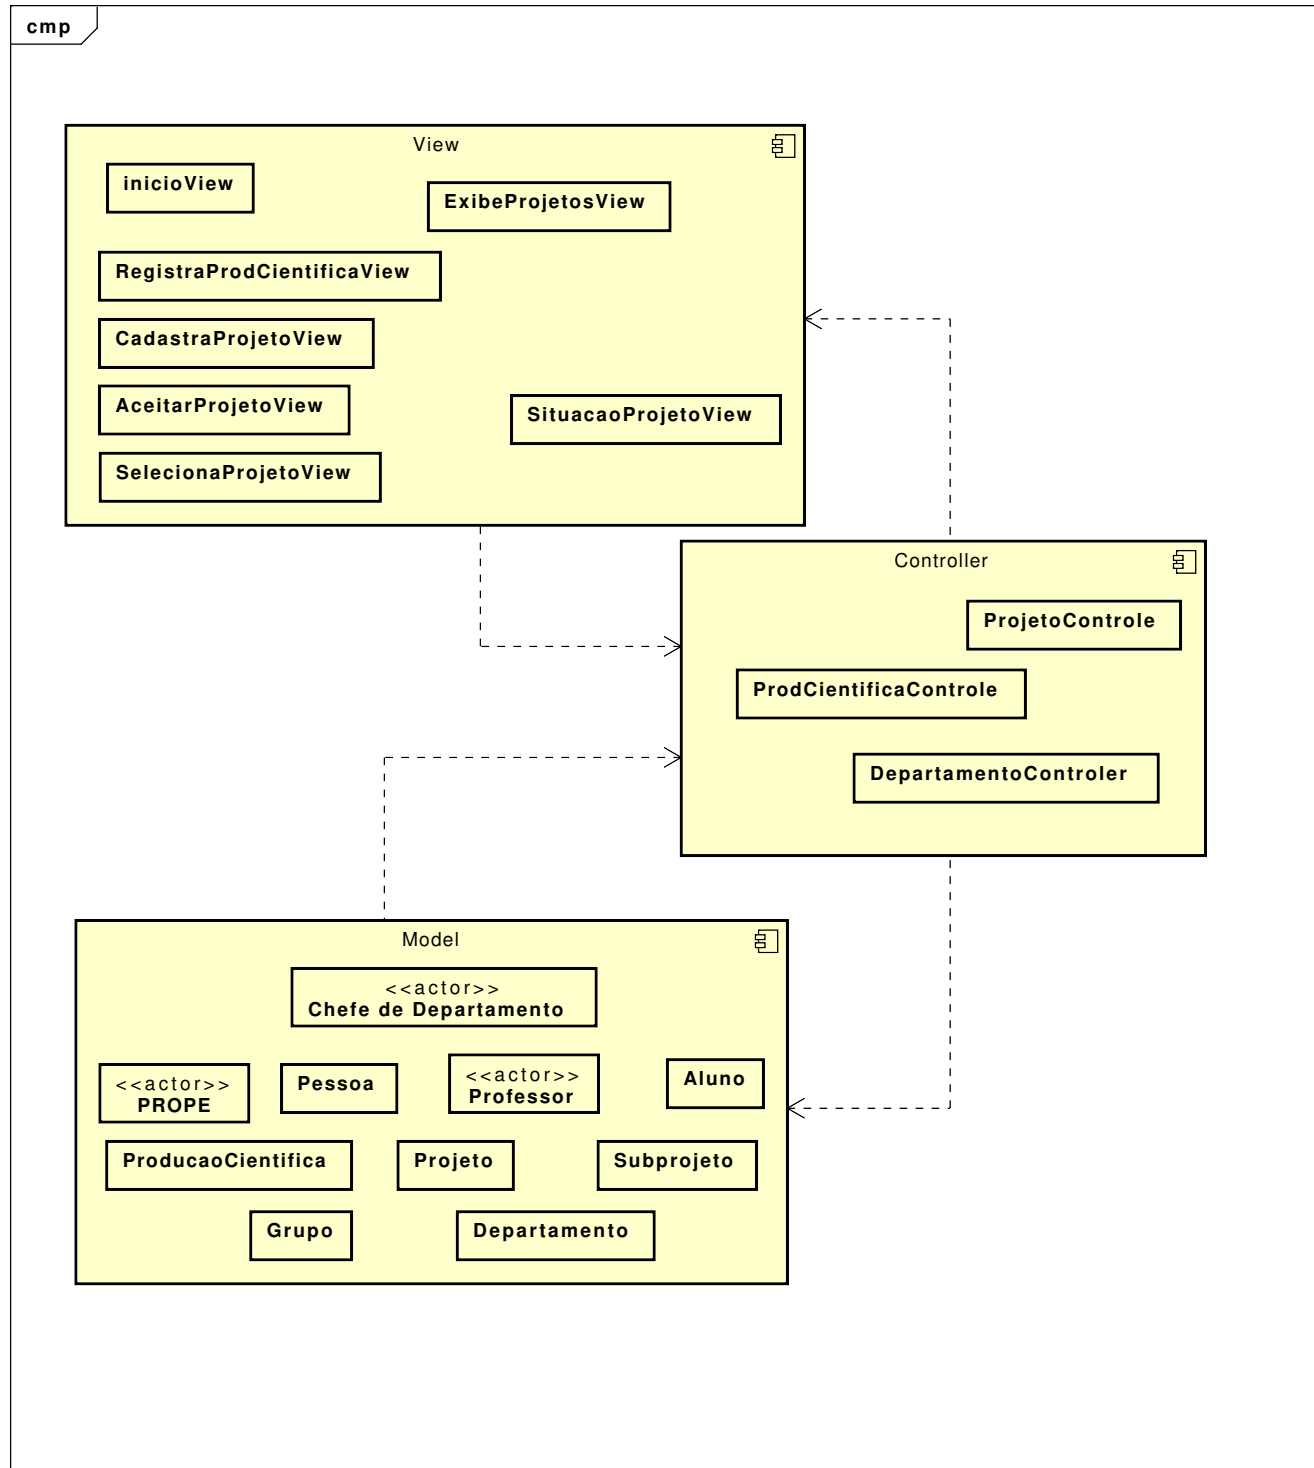 cmp
View
inicioView
ExibeProjetosView
RegistraProdCientificaView
CadastraProjetoView
AceitarProjetoView
SituacaoProjetoView
SelecionaProjetoView
Controller
ProjetoControle
ProdCientificaControle
DepartamentoControler
Model
<<actor>>
Chefe de Departamento
<<actor>>
PROPE
Pessoa
<<actor>>
Professor
Aluno
ProducaoCientifica
Projeto
Subprojeto
Grupo
Departamento